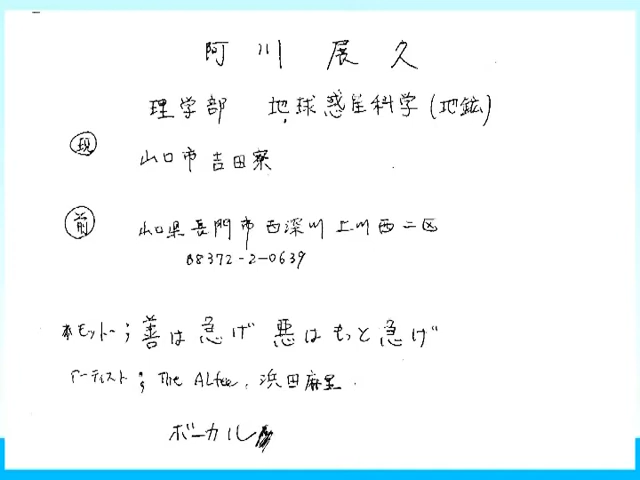 阿川 展久
理学部 地球惑星科学(地鉱)
現 山口市 吉田寮
前 山口県長門市西深川上川西二区
08372-2-0639
モットー;善は急げ 悪はもっと急げ
アーティスト;The ALfee, 浜田麻里.
ボーカル